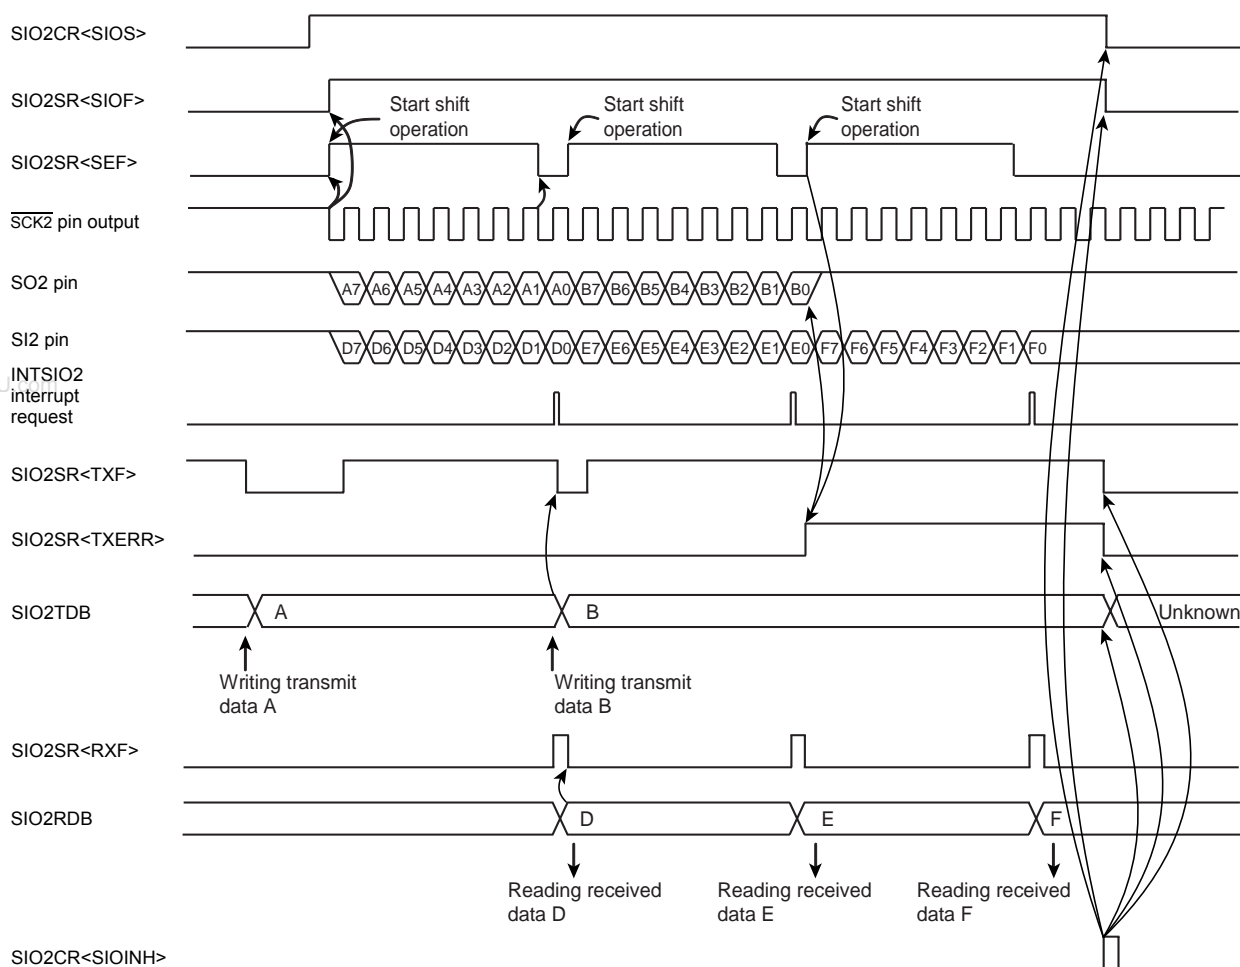 SIO2CR<SIOS>
SIO2SR<SIOF>
Start shift operation
Start shift operation
Start shift operation
SIO2SR<SEF>
SCK2 pin output
SO2 pin
A7 A6 A5 A4 A3 A2 A1 A0 B7 B6 B5 B4 B3 B2 B1 B0
SI2 pin
D7 D6 D5 D4 D3 D2 D1 D0 E7 E6 E5 E4 E3 E2 E1 E0 F7 F6 F5 F4 F3 F2 F1 F0
INTSIO2
interrupt
request
SIO2SR<TXF>
SIO2SR<TXERR>
SIO2TDB
A
B
Unknown
Writing transmit
data A
Writing transmit
data B
SIO2SR<RXF>
SIO2RDB
D
E
F
Reading received
data D
Reading received
data E
Reading received
data F
SIO2CR<SIOINH>